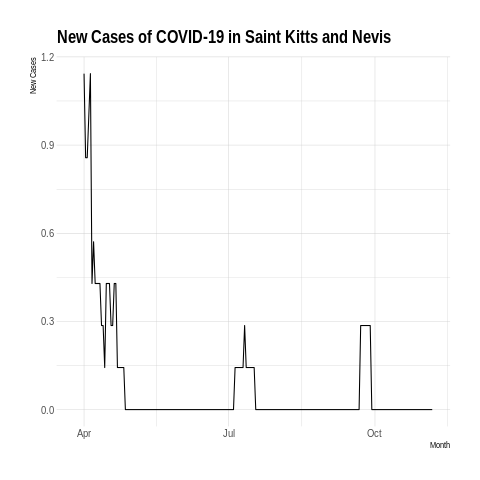 New Cases of COVID-19 in Saint Kitts and Nevis
New Cases
1.2
0.9
0.6
0.3
0.0
Apr
Jul
Oct
Month